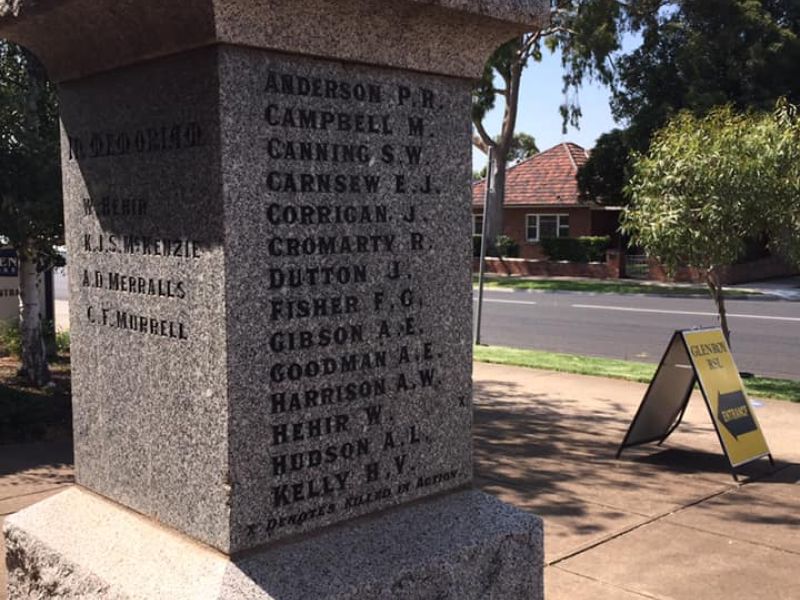 In Memoriam
W. Hehir
K.J.S. McKenzie
A.D. Merralls
C.F. Murrell
Anderson P.R.
Campbell M.
Canning S.W.
Carnsew E.J.
Corrigan J.
Cromarty R.
Dutton J.
Fisher F.G.
Gibson A.E.
Goodman A.E.
Harrison A.W.
Hehir W. x
Hudson A.L.
Kelly H.V.
x Denotes Killed in Action
GLENROY
RSL
ENTRANCE